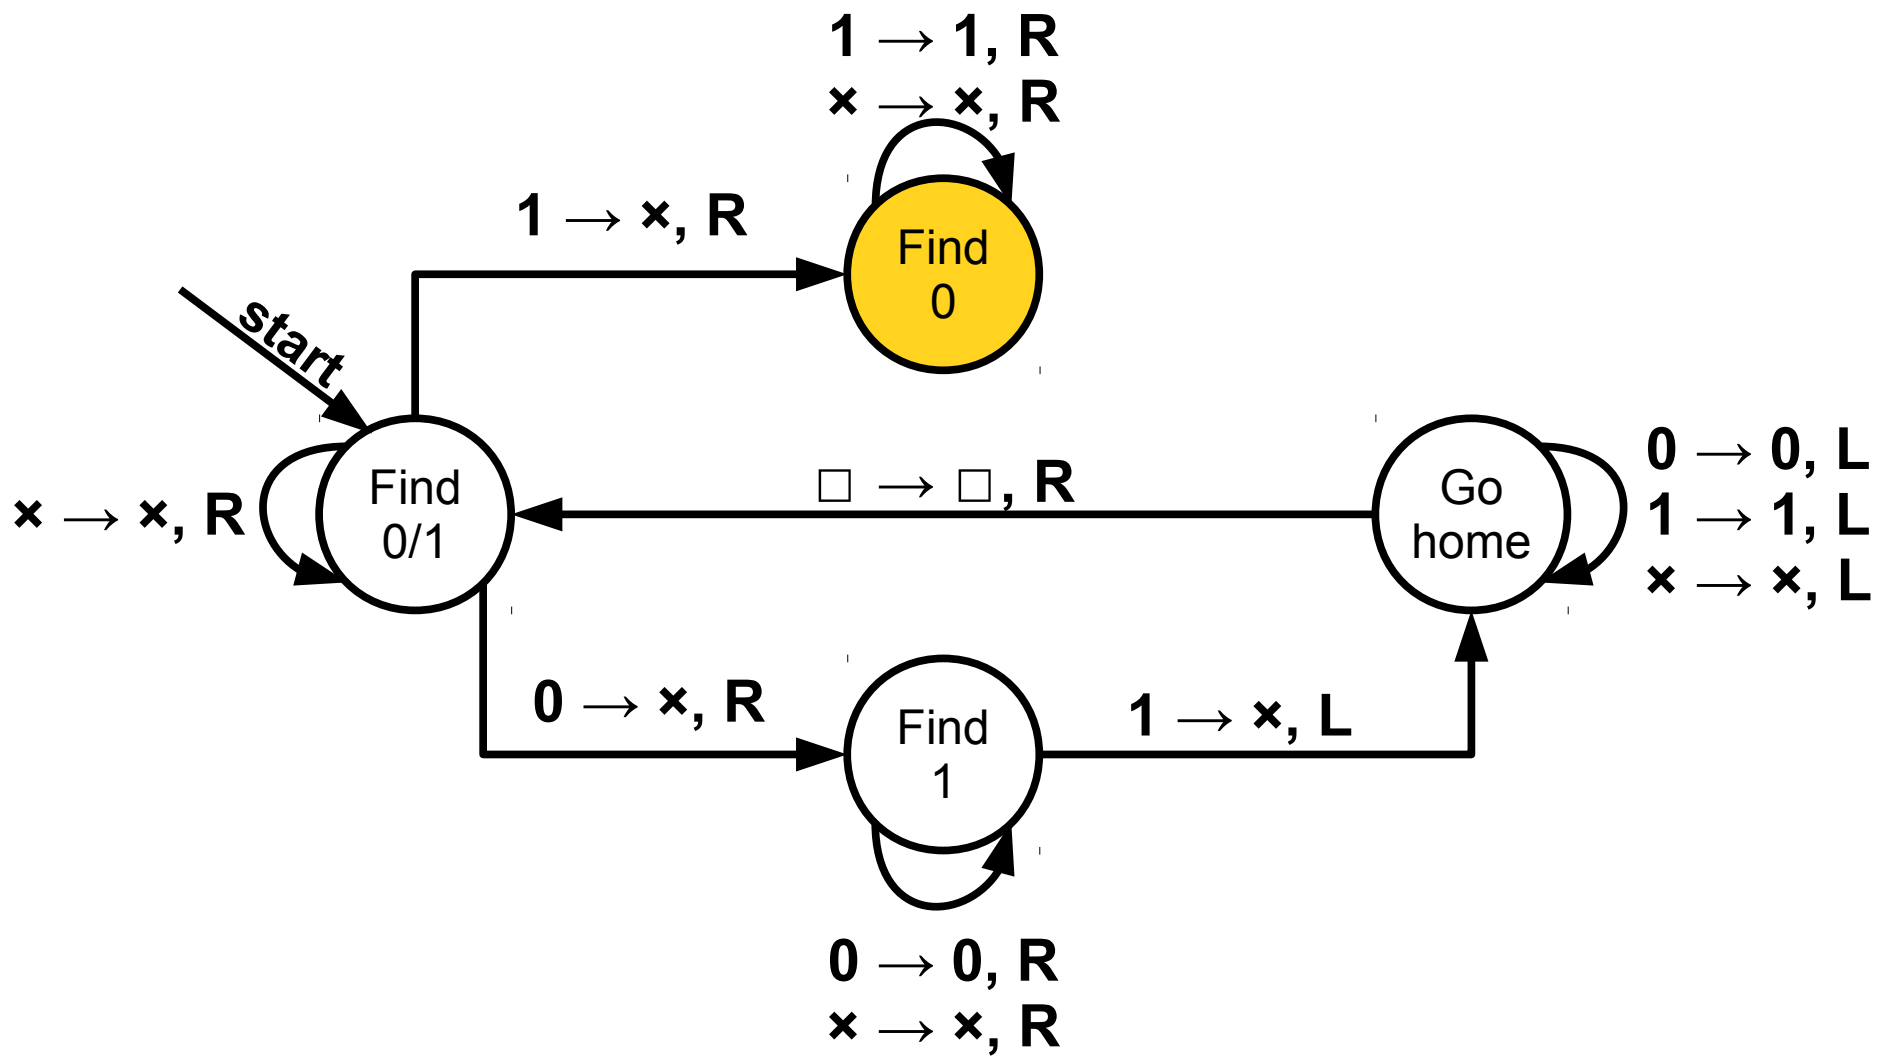 1 → 1, R
× → ×, R
1 → ×, R
Find
0
start
Find
0/1
× → ×, R
□ → □, R
Go
home
0 → 0, L
1 → 1, L
× → ×, L
0 → ×, R
Find
1
1 → ×, L
0 → 0, R
× → ×, R